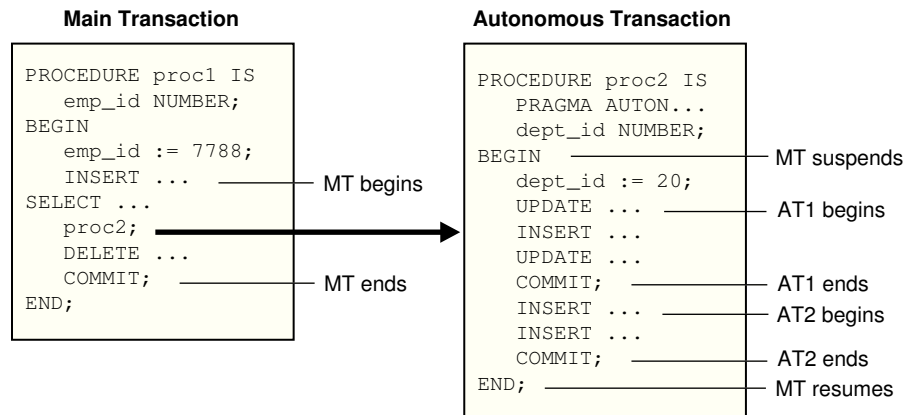 Main Transaction
PROCEDURE proc1 IS
emp_id NUMBER;
BEGIN
emp_id := 7788;
INSERT ...
MT begins
SELECT ...
proc2;
DELETE ...
COMMIT;
MT ends
END;
Autonomous Transaction
PROCEDURE proc2 IS
PRAGMA AUTON...
dept_id NUMBER;
BEGIN
MT suspends
dept_id := 20;
UPDATE ...
AT1 begins
INSERT ...
UPDATE ...
COMMIT;
AT1 ends
INSERT ...
AT2 begins
INSERT ...
COMMIT;
AT2 ends
END;
MT resumes